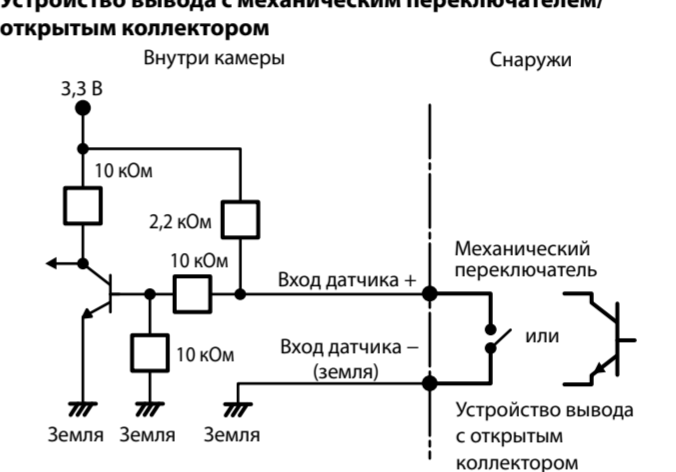 Устройство вывода с механическим переключателем/
открытым коллектором
Внутри камеры
Снаружи
3,3 В
10 кОм
2,2 кОм
10 кОм
Вход датчика +
Механический
переключатель
или
10 кОм
Вход датчика –
(земля)
Земля
Земля
Земля
Устройство вывода
с открытым
коллектором